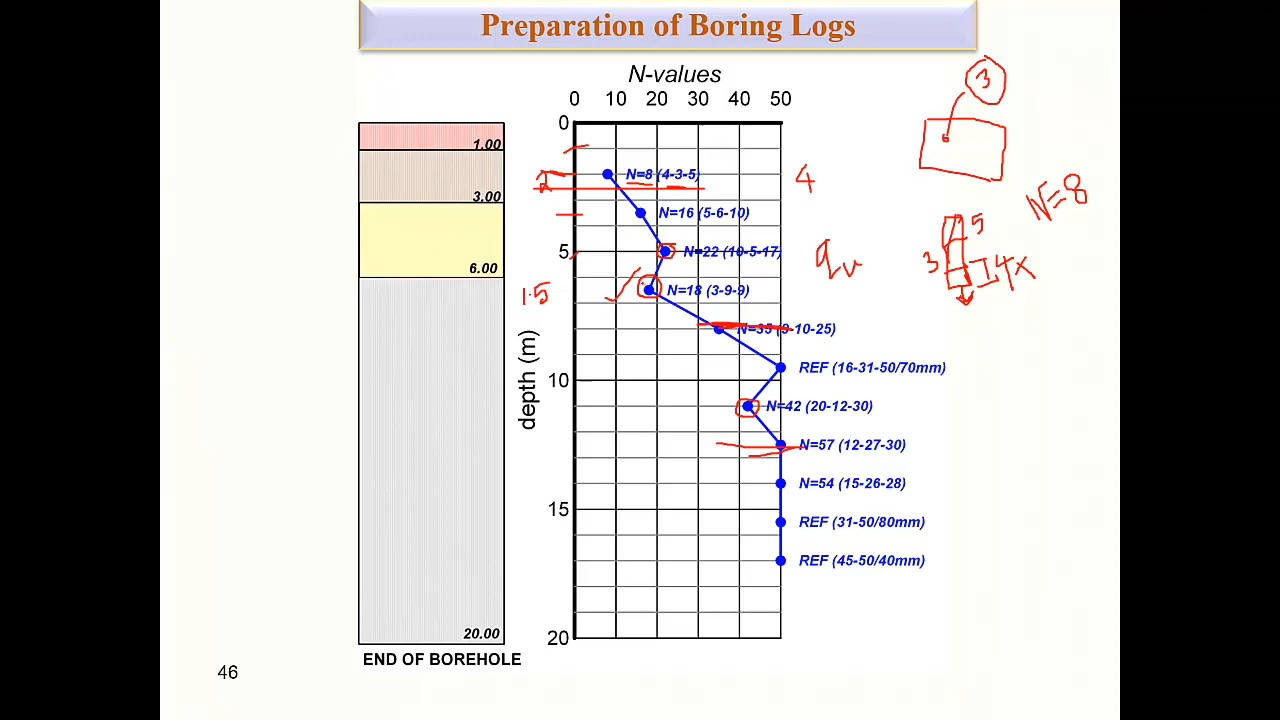 Preparation of Boring Logs
N-values
0 10 20 30 40 50
0
5
10
15
20
depth (m)
1.00
3.00
6.00
20.00
END OF BOREHOLE
N=8 (4-3-5)
N=16 (5-6-10)
N=22 (10-5-17)
N=18 (3-9-9)
N=35 (9-10-25)
REF (16-31-50/70mm)
N=42 (20-12-30)
N=57 (12-27-30)
N=54 (15-26-28)
REF (31-50/80mm)
REF (45-50/40mm)
2
1.5
4
3
N=8
5
3
4x
46